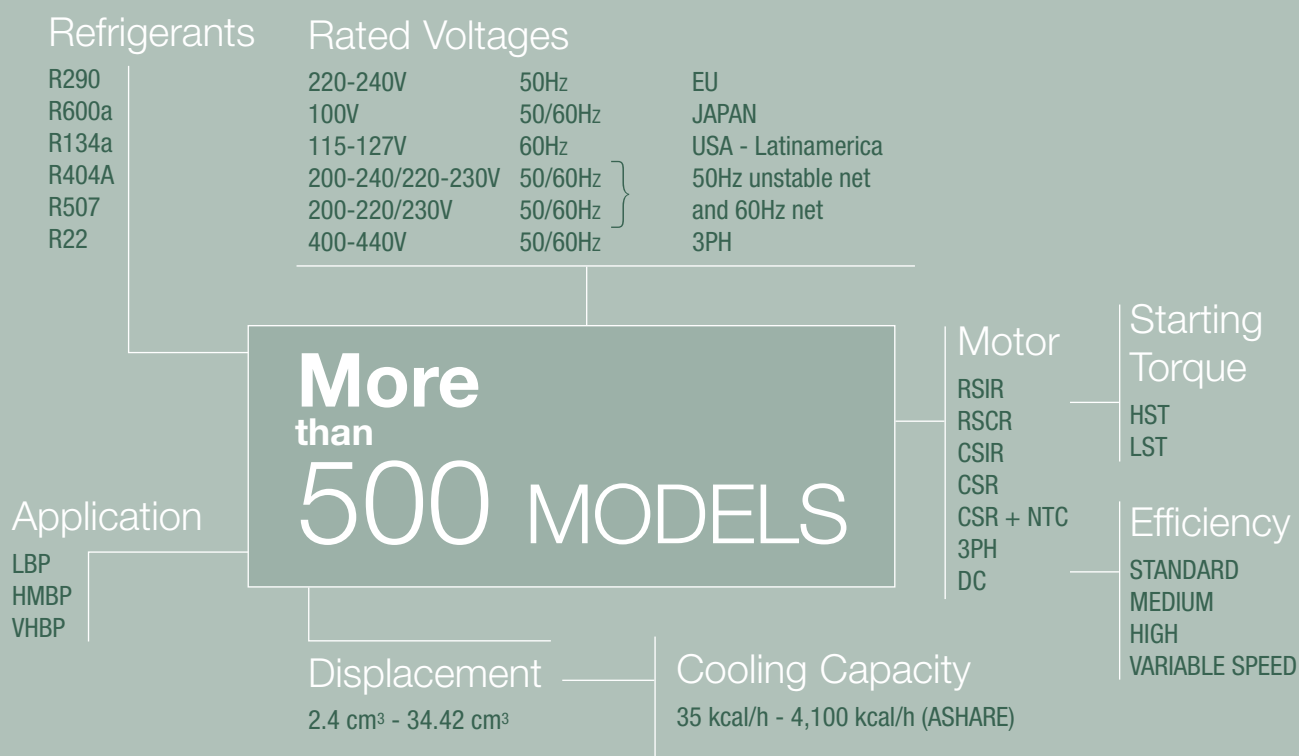 Refrigerants
R290
R600a
R134a
R404A
R507
R22
Rated Voltages
220-240V 50Hz EU
100V 50/60Hz JAPAN
115-127V 60Hz USA - Latinamerica
200-240/220-230V 50/60Hz 50Hz unstable net
200-220/230V 50/60Hz and 60Hz net
400-440V 50/60Hz 3PH
More
than
500 MODELS
Motor
RSIR
RSCR
CSIR
CSR
CSR + NTC
3PH
DC
Starting
Torque
HST
LST
Efficiency
STANDARD
MEDIUM
HIGH
VARIABLE SPEED
Application
LBP
HMBP
VHBP
Displacement
2.4 cm³ - 34.42 cm³
Cooling Capacity
35 kcal/h - 4,100 kcal/h (ASHARE)